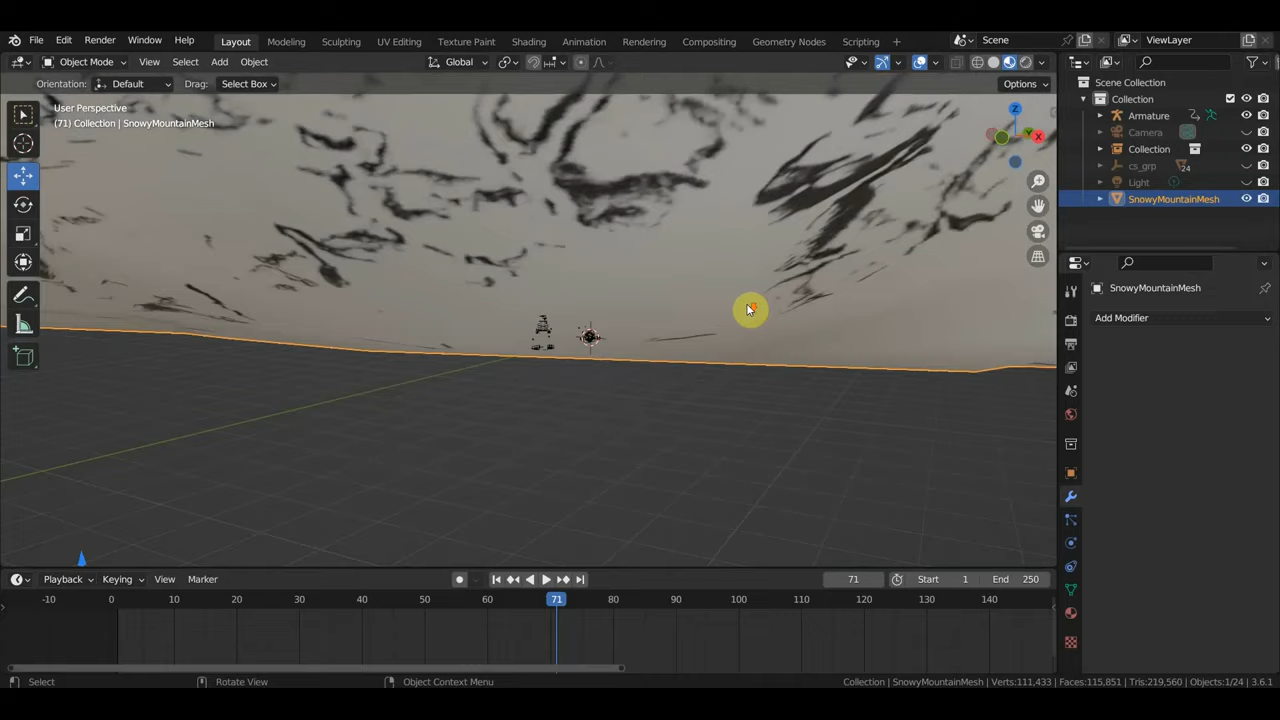 File Edit Render Window Help Layout Modeling Sculpting UV Editing Texture Paint Shading Animation Rendering Compositing Geometry Nodes Scripting + Scene ViewLayer
Object Mode View Select Add Object Global
Orientation: Default Drag: Select Box Options
User Perspective
(71) Collection | SnowyMountainMesh
Z
Y
X
Scene Collection
Collection
Armature
Camera
Collection
cs_grp 24
Light
SnowyMountainMesh
SnowyMountainMesh
Add Modifier
Playback Keying View Marker 71 Start 1 End 250
-10 0 10 20 30 40 50 60 71 80 90 100 110 120 130 140
Select Rotate View Object Context Menu Collection | SnowyMountainMesh | Verts:111,433 | Faces:115,851 | Tris:219,560 | Objects:1/24 | 3.6.1